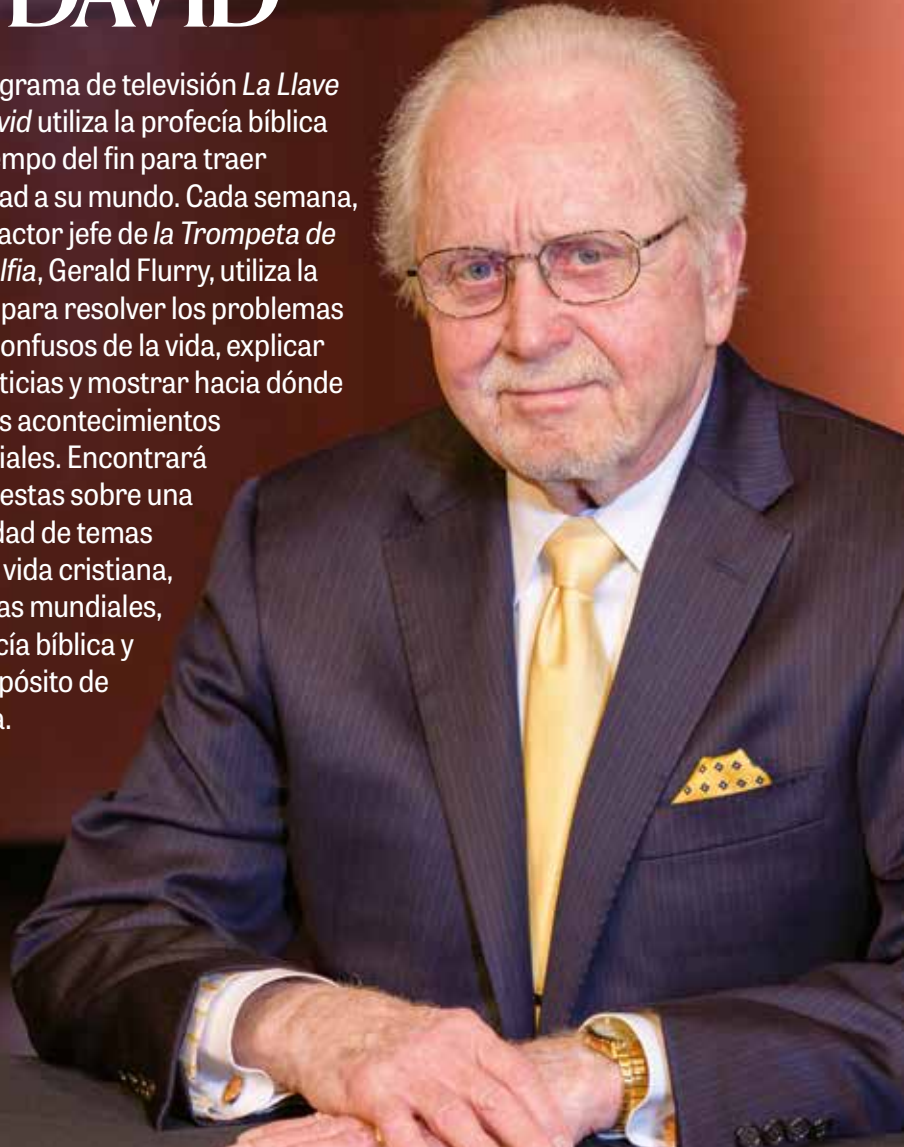 DAVID
grama de televisión La Llave
vid utiliza la profecía bíblica
empo del fin para traer
ad a su mundo. Cada semana,
actor jefe de la Trompeta de
lfia, Gerald Flurry, utiliza la
para resolver los problemas
onfusos de la vida, explicar
ticias y mostrar hacia dónde
s acontecimientos
iales. Encontrará
estas sobre una
dad de temas
vida cristiana,
as mundiales,
cía bíblica y
pósito de
a.